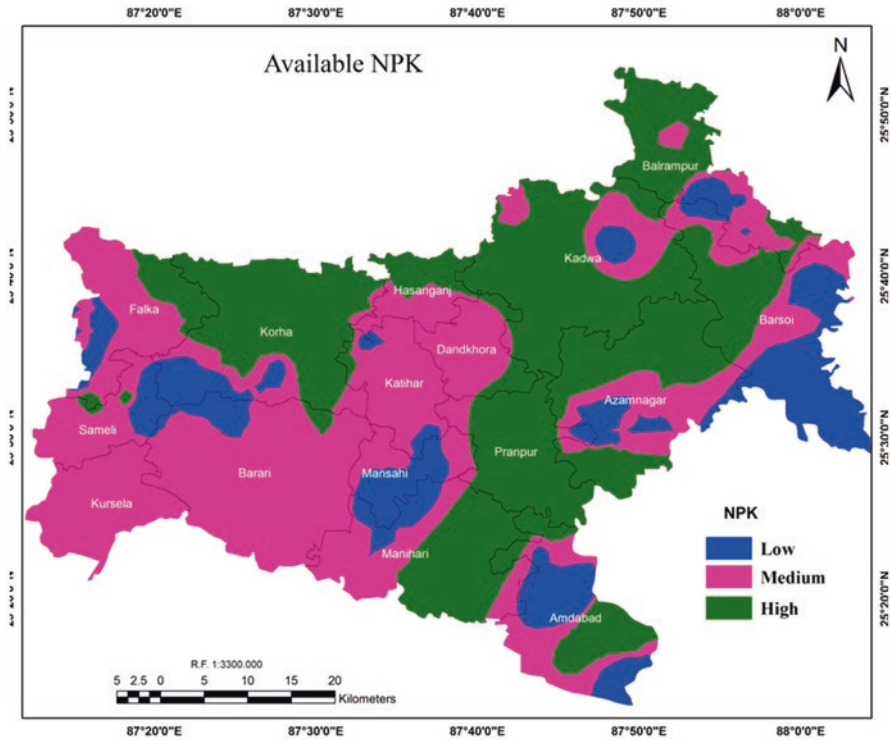 87°20'0"E 87°30'0"E 87°40'0"E 87°50'0"E 88°0'0"E
Available NPK
N
25°50'0"N
Balrampur
Kadwa
25°40'0"N
Hasanganj
Falka
Barsoi
Korha
Dandkhora
Katihar
Azamnagar
Sameli
25°30'0"N
Pranpur
Barari
Mansahi
Kursela
NPK
Low
Manihari
Medium
25°20'0"N
High
Amdabad
R.F. 1:3300.000
5 2.5 0 5 10 15 20
Kilometers
87°20'0"E 87°30'0"E 87°40'0"E 87°50'0"E 88°0'0"E